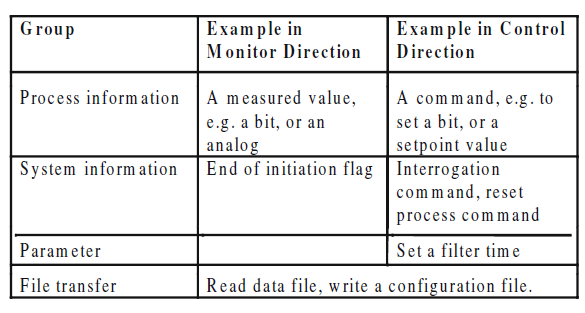 Group Example in Example in Control
Monitor Direction Direction
Process information A measured value, A command, e.g. to
e.g. a bit, or an set a bit, or a
analog setpoint value
System information End of initiation flag Interrogation
command, reset
process command
Parameter Set a filter time
File transfer Read data file, write a configuration file.